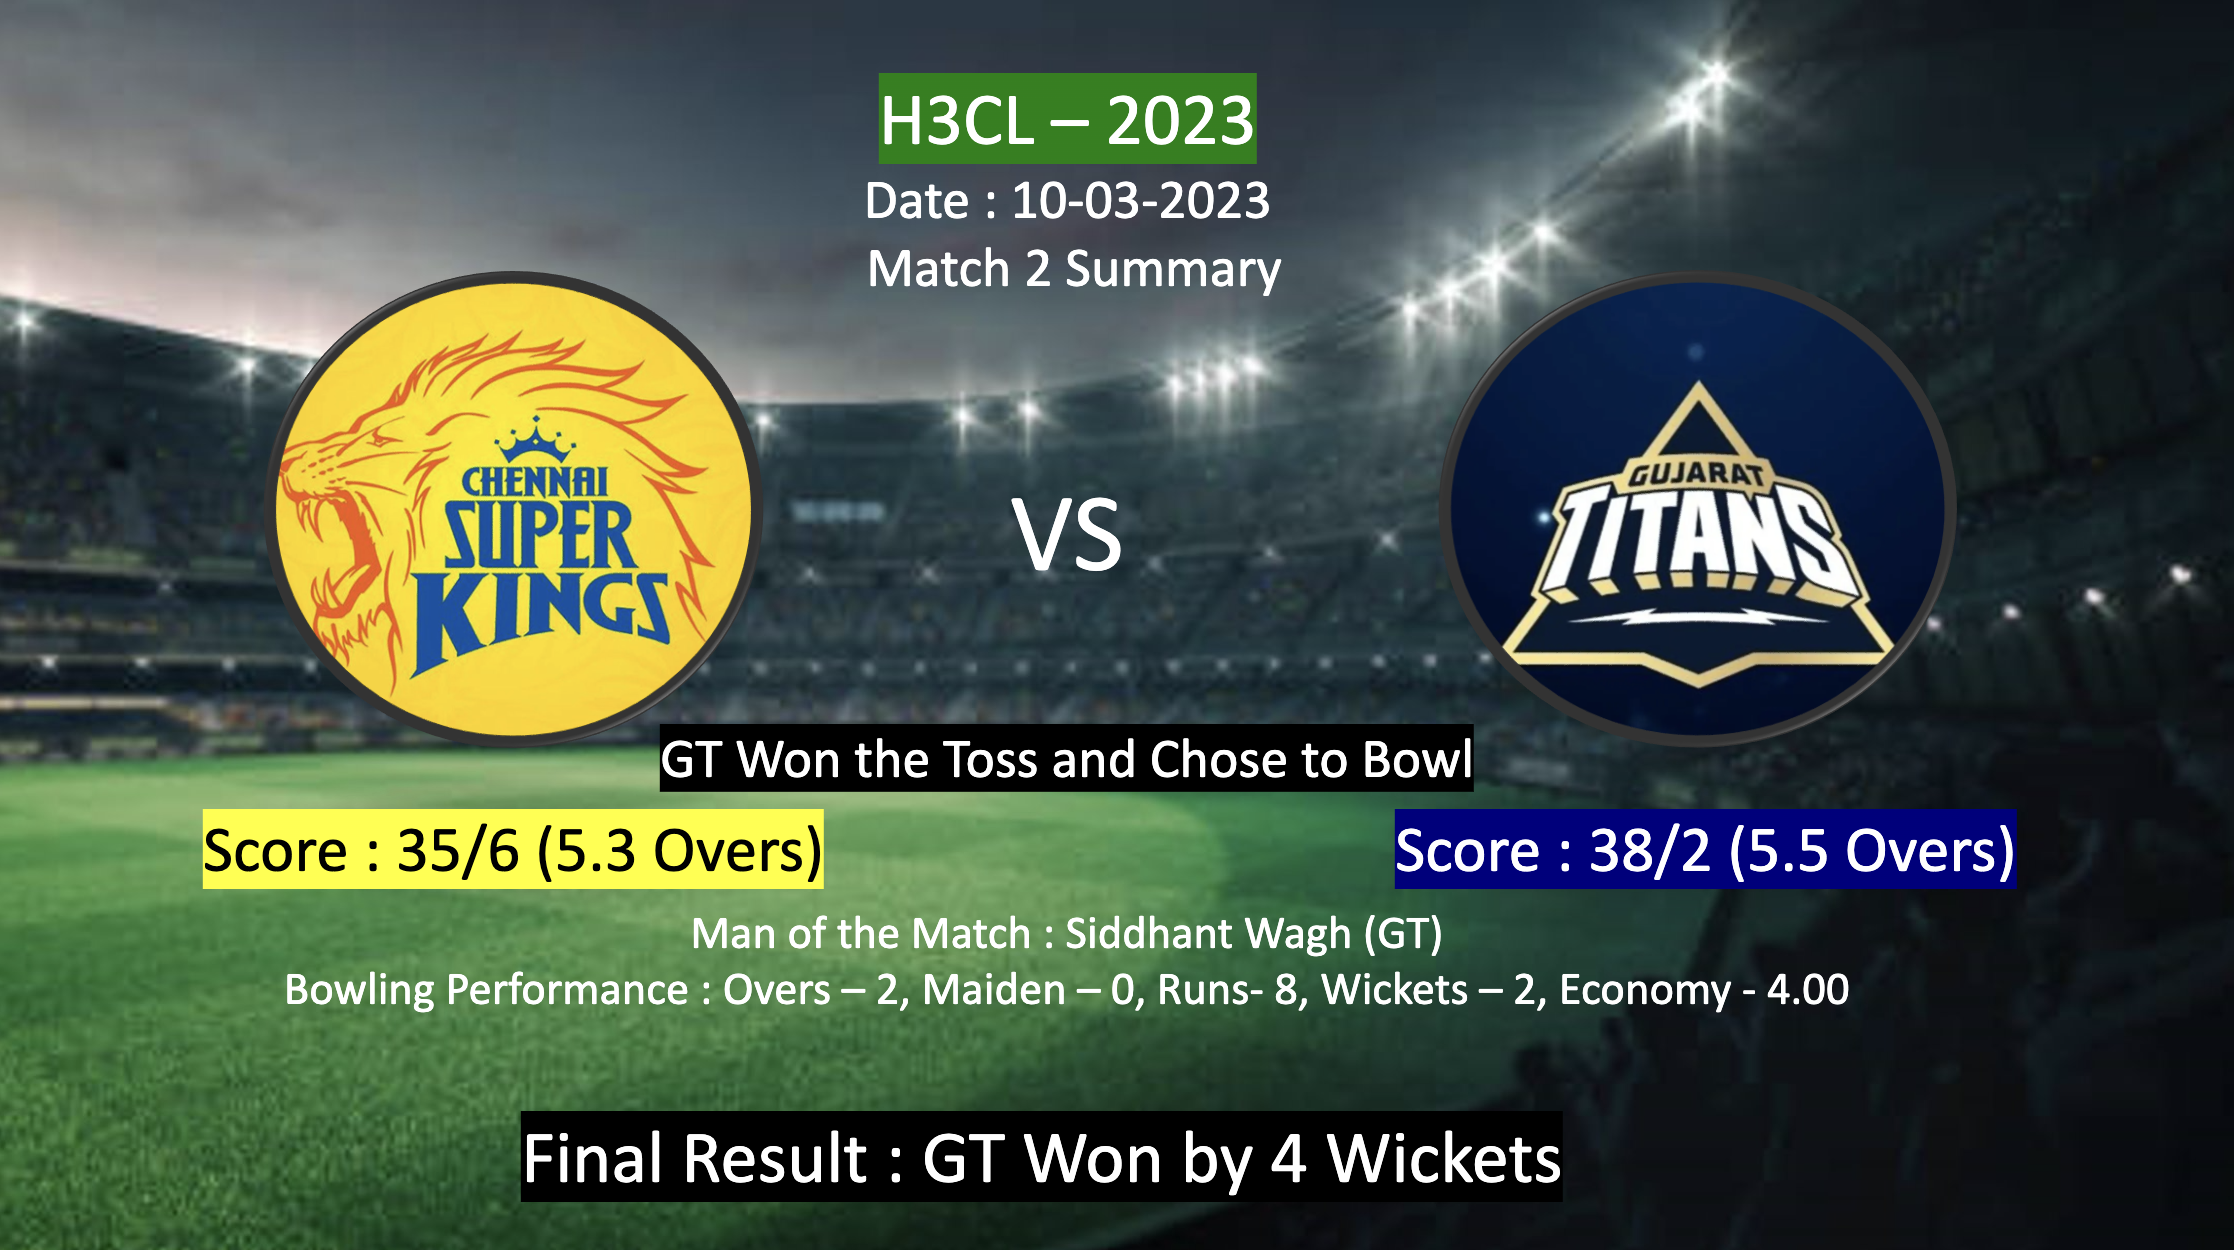 H3CL – 2023
Date : 10-03-2023
Match 2 Summary
CHENNAI
SUPER
KINGS
VS
GUJARAT
TITANS
GT Won the Toss and Chose to Bowl
Score : 35/6 (5.3 Overs)
Score : 38/2 (5.5 Overs)
Man of the Match : Siddhant Wagh (GT)
Bowling Performance : Overs – 2, Maiden – 0, Runs- 8, Wickets – 2, Economy - 4.00
Final Result : GT Won by 4 Wickets